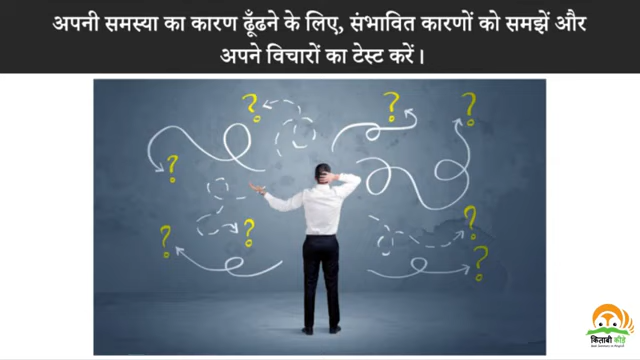 अपनी समस्या का कारण ढूँढने के लिए, संभावित कारणों को समझें और
अपने विचारों का टेस्ट करें।
? ? ?
?
? ? ?
?
किताबी कीड़े